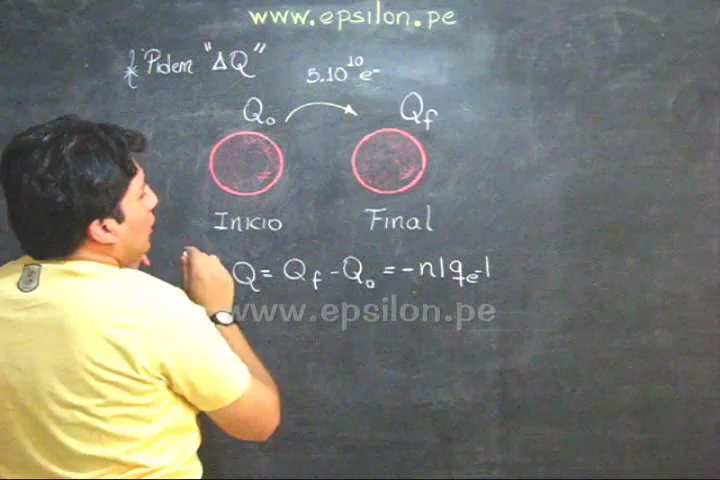 www.epsilon.pe
* Piden "ΔQ"
5.10¹⁰e⁻
Q₀ Q_f
Inicio Final
Q = Q_f - Q₀ = -n|q_e⁻|
www.epsilon.pe